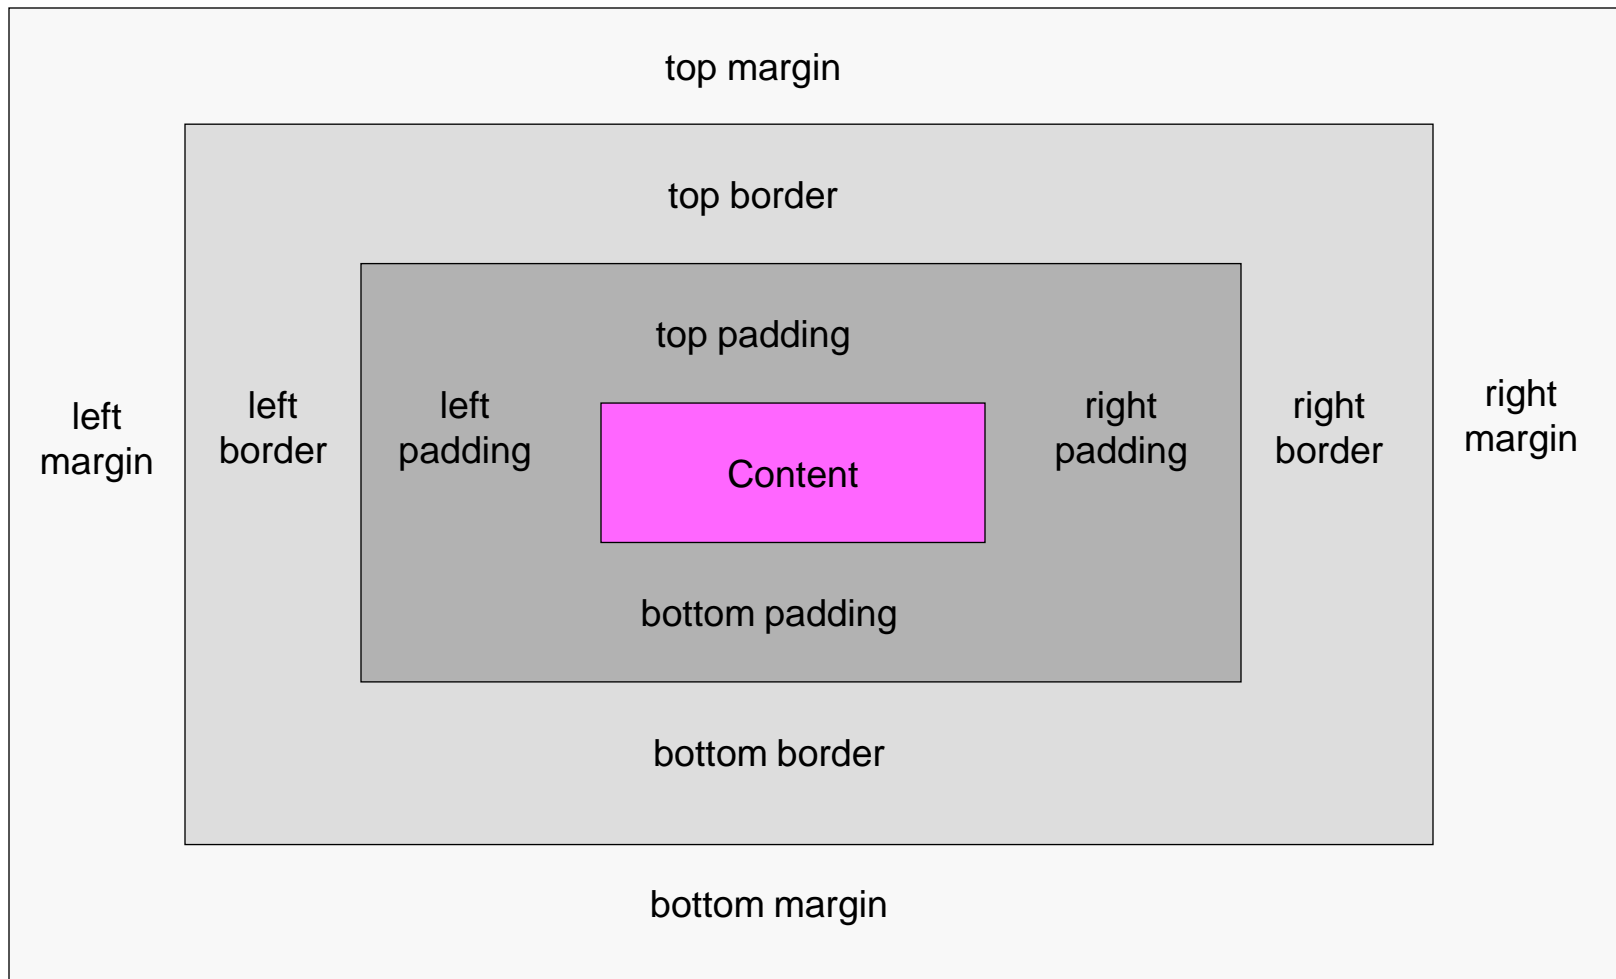 top margin
top border
top padding
left
margin
left
border
left
padding
Content
right
padding
right
border
right
margin
bottom padding
bottom border
bottom margin